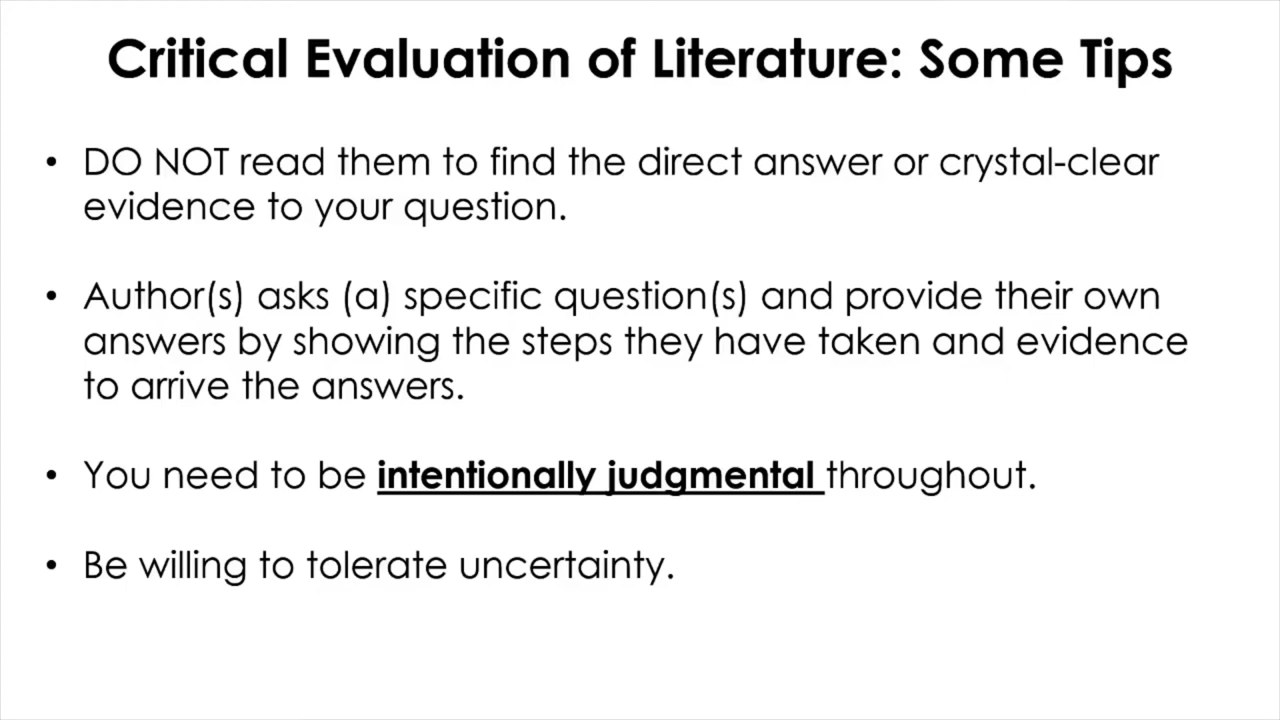 Critical Evaluation of Literature: Some Tips
• DO NOT read them to find the direct answer or crystal-clear
evidence to your question.
• Author(s) asks (a) specific question(s) and provide their own
answers by showing the steps they have taken and evidence
to arrive the answers.
• You need to be intentionally judgmental throughout.
• Be willing to tolerate uncertainty.